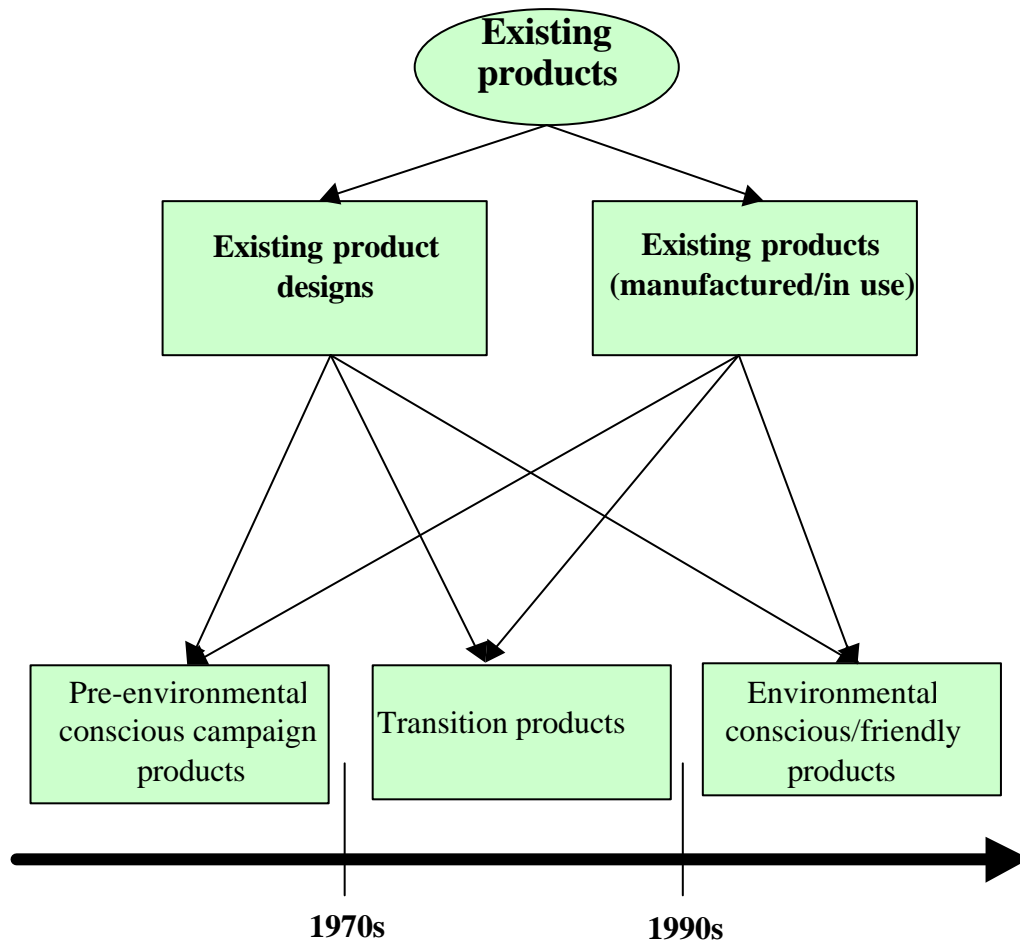 Existing
products
Existing product
designs
Existing products
(manufactured/in use)
Pre-environmental
conscious campaign
products
Transition products
Environmental
conscious/friendly
products
1970s
1990s